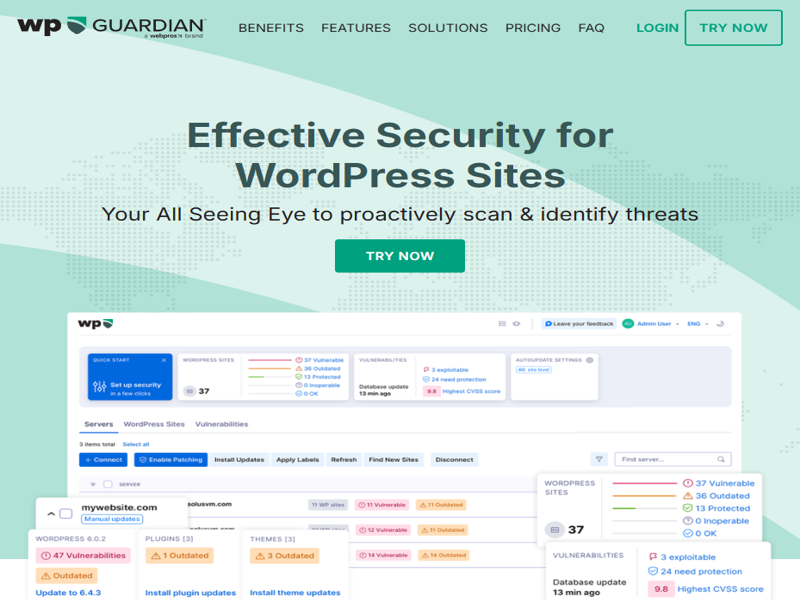 wp GUARDIAN
a webpros brand
BENEFITS
FEATURES
SOLUTIONS
PRICING
FAQ
LOGIN
TRY NOW
Effective Security for
WordPress Sites
Your All Seeing Eye to proactively scan & identify threats
TRY NOW
wp
Leave your feedback
Admin User
ENG
QUICK START
Set up security
in a few clicks
WORDPRESS SITES
37
37 Vulnerable
36 Outdated
13 Protected
0 Inoperable
0 OK
VULNERABILITIES
Database update
13 min ago
3 exploitable
24 need protection
9.8 Highest CVSS score
AUTOUPDATE SETTINGS
site level
Servers
WordPress Sites
Vulnerabilities
3 items total
Select all
+ Connect
Enable Patching
Install Updates
Apply Labels
Refresh
Find New Sites
Disconnect
Find server...
SERVER
solusvm.com
11 WP sites
11 Vulnerable
11 Outdated
12 Vulnerable
11 Outdated
14 Vulnerable
14 Outdated
mywebsite.com
Manual updates
WORDPRESS 6.0.2
47 Vulnerabilities
Outdated
Update to 6.4.3
PLUGINS [3]
1 Outdated
Install plugin updates
THEMES [3]
3 Outdated
Install theme updates
WORDPRESS
SITES
37
37 Vulnerable
36 Outdated
13 Protected
0 Inoperable
0 OK
VULNERABILITIES
Database update
13 min ago
3 exploitable
24 need protection
9.8 Highest CVSS score